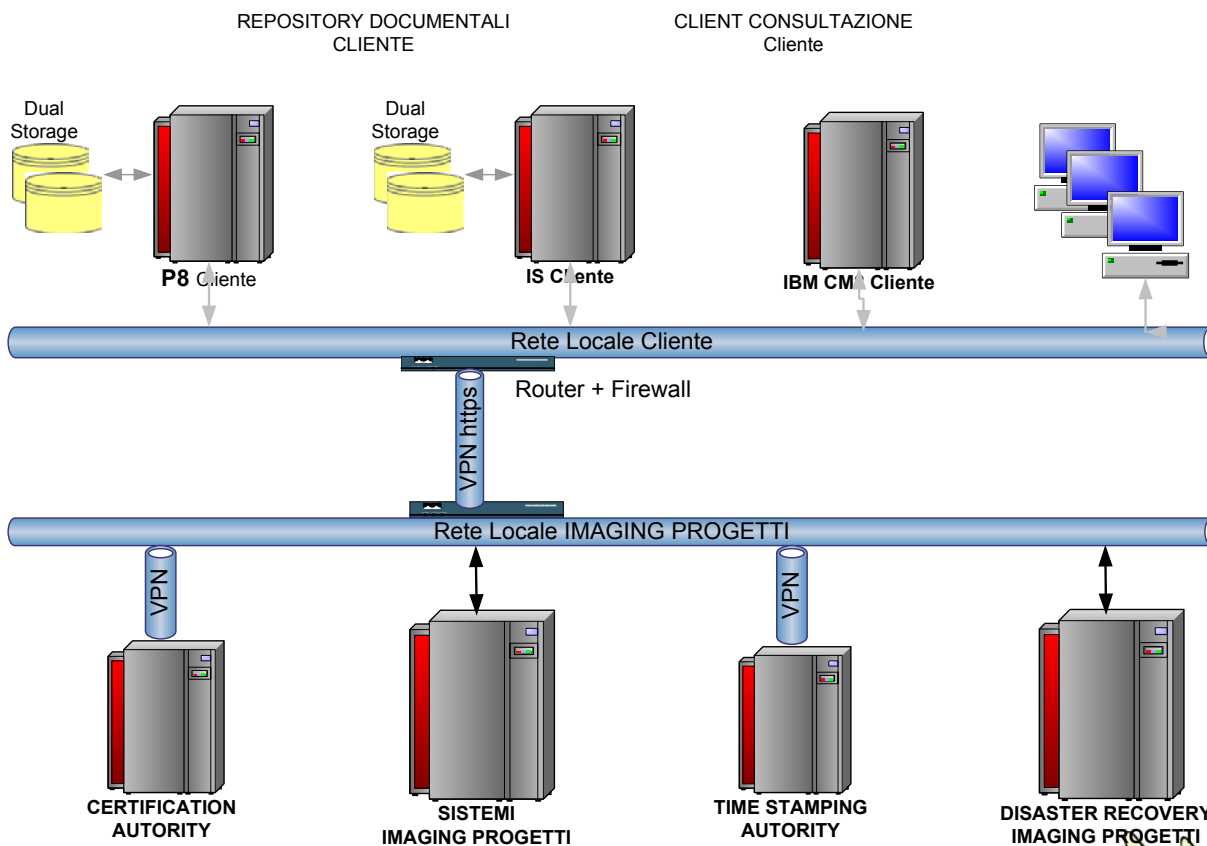 REPOSITORY DOCUMENTALI
CLIENTE
CLIENT CONSULTAZIONE
Cliente
Dual
Storage
Dual
Storage
P8 Cliente
IS Cliente
IBM CMS Cliente
Rete Locale Cliente
Router + Firewall
VPN https
Rete Locale IMAGING PROGETTI
VPN
VPN
CERTIFICATION
AUTORITY
SISTEMI
IMAGING PROGETTI
TIME STAMPING
AUTORITY
DISASTER RECOVERY
IMAGING PROGETTI